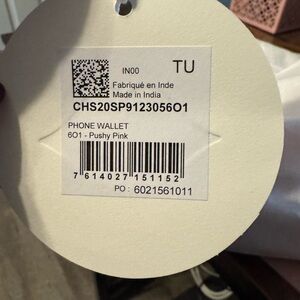 IN00 TU
Fabriqué en Inde
Made in India
CHS20SP9123056O1
PHONE WALLET
6O1 - Pushy Pink
7 614027 151152
PO : 6021561011